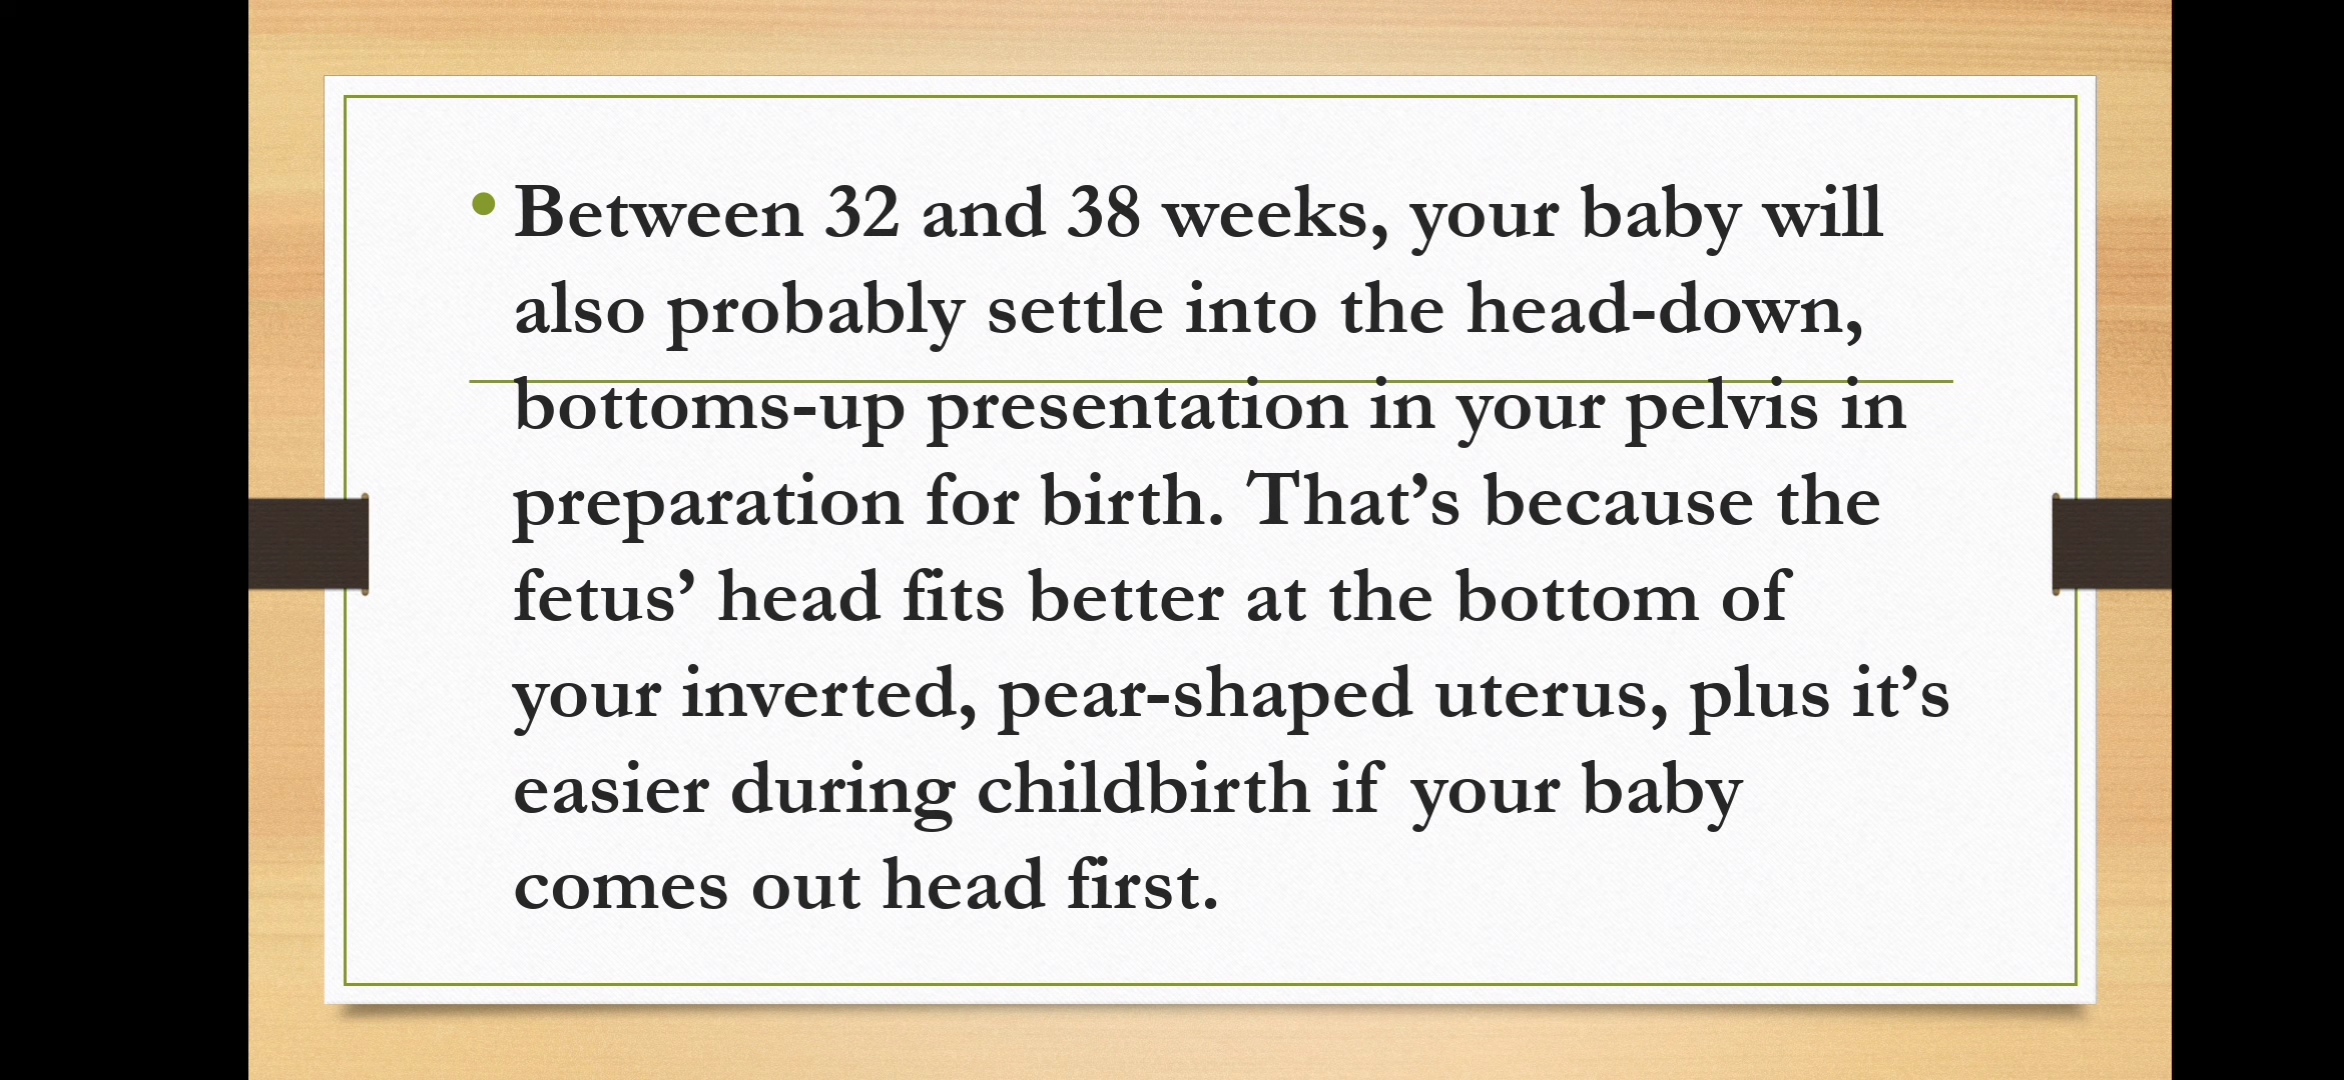 • Between 32 and 38 weeks, your baby will
also probably settle into the head-down,
bottoms-up presentation in your pelvis in
preparation for birth. That’s because the
fetus’ head fits better at the bottom of
your inverted, pear-shaped uterus, plus it’s
easier during childbirth if  your baby
comes out head first.